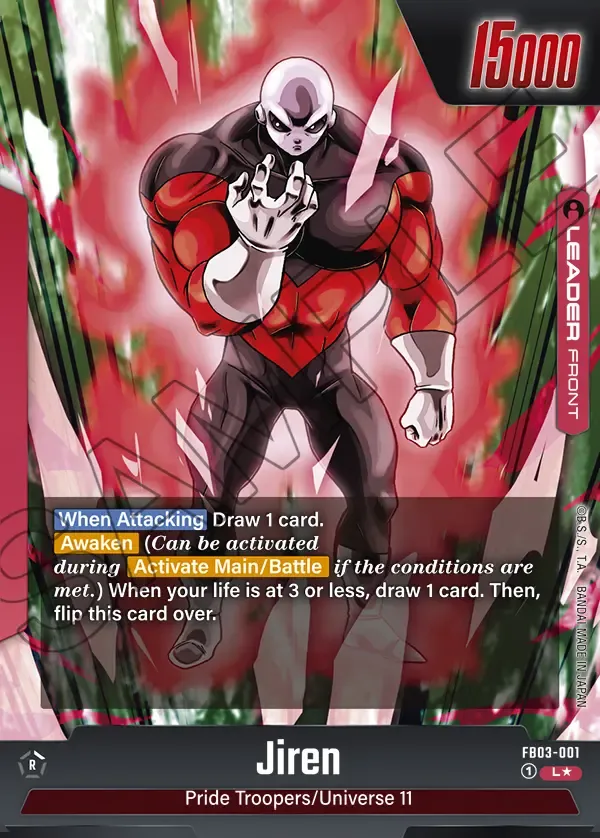 15000
LEADER FRONT
SAMPLE
When Attacking Draw 1 card.
Awaken (Can be activated
during Activate Main/Battle if the conditions are
met.) When your life is at 3 or less, draw 1 card. Then,
flip this card over.
©B.S./S., T.A. BANDAI MADE IN JAPAN
Jiren
FB03-001
R
1 L★
Pride Troopers/Universe 11